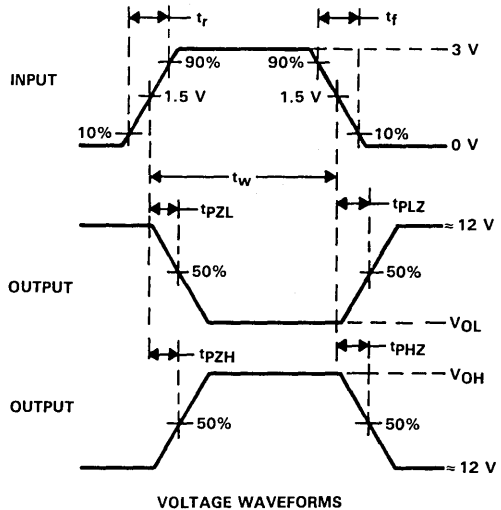 tr
tf
3 V
90%
90%
INPUT
1.5 V
1.5 V
10%
10%
0 V
tw
tPZL
tPLZ
≈ 12 V
50%
50%
OUTPUT
VOL
tPZH
tPHZ
VOH
OUTPUT
50%
50%
≈ 12 V
VOLTAGE WAVEFORMS